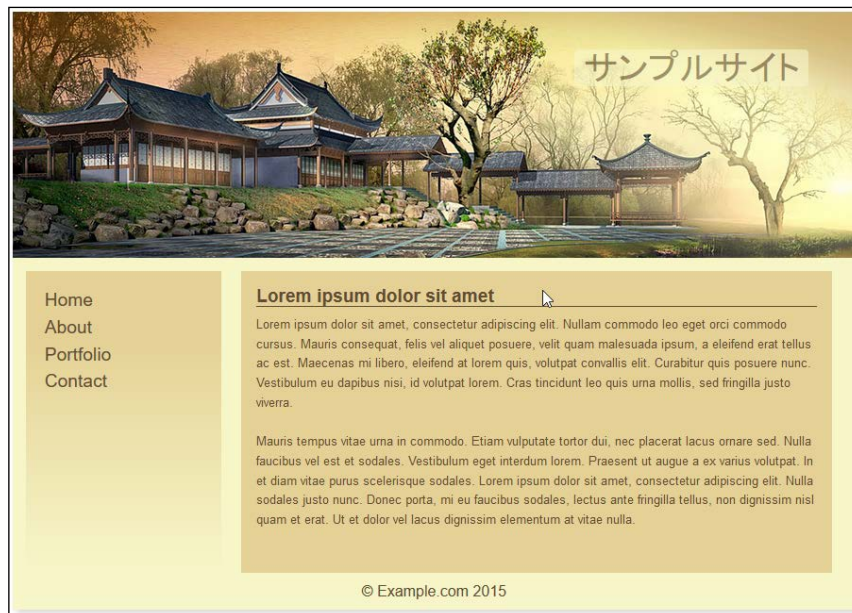 サンプルサイト
Home
About
Portfolio
Contact
Lorem ipsum dolor sit amet
Lorem ipsum dolor sit amet, consectetur adipiscing elit. Nullam commodo leo eget orci commodo
cursus. Mauris consequat, felis vel aliquet posuere, velit quam malesuada ipsum, a eleifend erat tellus
ac est. Maecenas mi libero, eleifend at lorem quis, volutpat convallis elit. Curabitur quis posuere nunc.
Vestibulum eu dapibus nisi, id volutpat lorem. Cras tincidunt leo quis urna mollis, sed fringilla justo
viverra.
Mauris tempus vitae urna in commodo. Etiam vulputate tortor dui, nec placerat lacus ornare sed. Nulla
faucibus vel est et sodales. Vestibulum eget interdum lorem. Praesent ut augue a ex varius volutpat. In
et diam vitae purus scelerisque sodales. Lorem ipsum dolor sit amet, consectetur adipiscing elit. Nulla
sodales justo nunc. Donec porta, mi eu faucibus sodales, lectus ante fringilla tellus, non dignissim nisl
quam et erat. Ut et dolor vel lacus dignissim elementum at vitae nulla.
© Example.com 2015